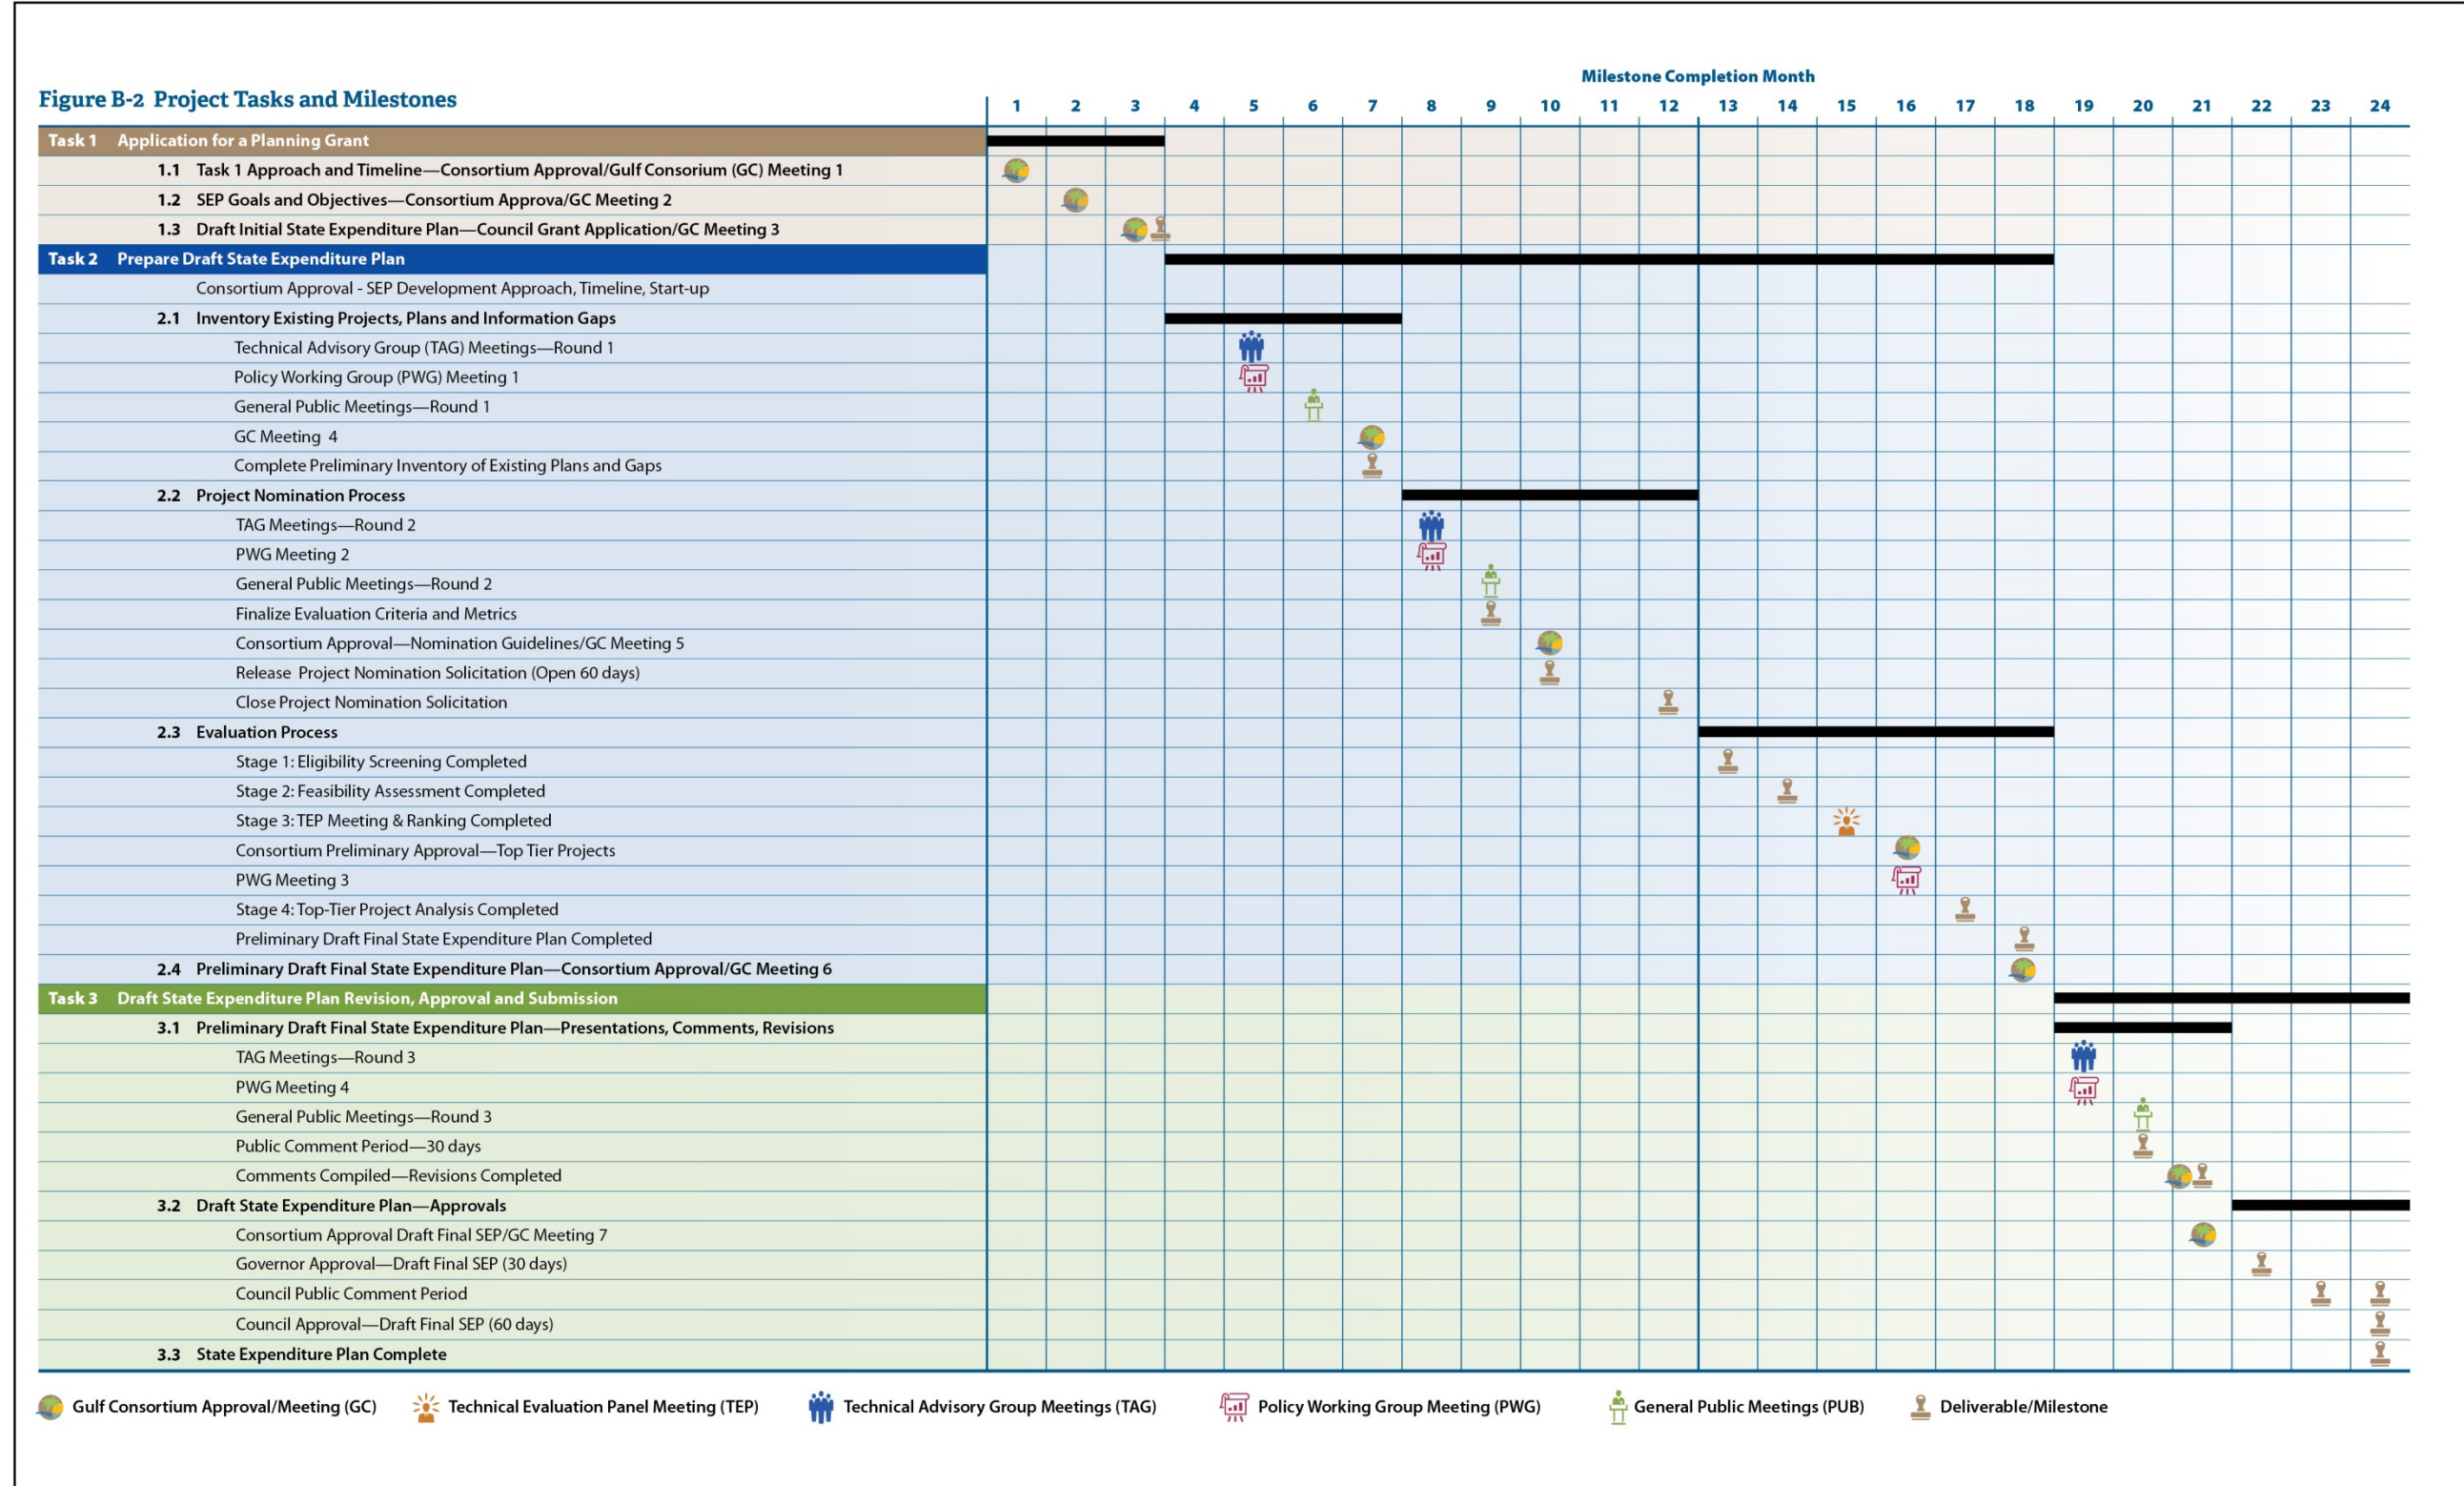 Milestone Completion Month
Figure B-2 Project Tasks and Milestones
1 2 3 4 5 6 7 8 9 10 11 12 13 14 15 16 17 18 19 20 21 22 23 24
Task 1 Application for a Planning Grant
1.1 Task 1 Approach and Timeline—Consortium Approval/Gulf Consorium (GC) Meeting 1
1.2 SEP Goals and Objectives—Consortium Approva/GC Meeting 2
1.3 Draft Initial State Expenditure Plan—Council Grant Application/GC Meeting 3
Task 2 Prepare Draft State Expenditure Plan
Consortium Approval - SEP Development Approach, Timeline, Start-up
2.1 Inventory Existing Projects, Plans and Information Gaps
Technical Advisory Group (TAG) Meetings—Round 1
Policy Working Group (PWG) Meeting 1
General Public Meetings—Round 1
GC Meeting 4
Complete Preliminary Inventory of Existing Plans and Gaps
2.2 Project Nomination Process
TAG Meetings—Round 2
PWG Meeting 2
General Public Meetings—Round 2
Finalize Evaluation Criteria and Metrics
Consortium Approval—Nomination Guidelines/GC Meeting 5
Release Project Nomination Solicitation (Open 60 days)
Close Project Nomination Solicitation
2.3 Evaluation Process
Stage 1: Eligibility Screening Completed
Stage 2: Feasibility Assessment Completed
Stage 3: TEP Meeting & Ranking Completed
Consortium Preliminary Approval—Top Tier Projects
PWG Meeting 3
Stage 4: Top-Tier Project Analysis Completed
Preliminary Draft Final State Expenditure Plan Completed
2.4 Preliminary Draft Final State Expenditure Plan—Consortium Approval/GC Meeting 6
Task 3 Draft State Expenditure Plan Revision, Approval and Submission
3.1 Preliminary Draft Final State Expenditure Plan—Presentations, Comments, Revisions
TAG Meetings—Round 3
PWG Meeting 4
General Public Meetings—Round 3
Public Comment Period—30 days
Comments Compiled—Revisions Completed
3.2 Draft State Expenditure Plan—Approvals
Consortium Approval Draft Final SEP/GC Meeting 7
Governor Approval—Draft Final SEP (30 days)
Council Public Comment Period
Council Approval—Draft Final SEP (60 days)
3.3 State Expenditure Plan Complete
Gulf Consortium Approval/Meeting (GC) Technical Evaluation Panel Meeting (TEP) Technical Advisory Group Meetings (TAG) Policy Working Group Meeting (PWG) General Public Meetings (PUB) Deliverable/Milestone